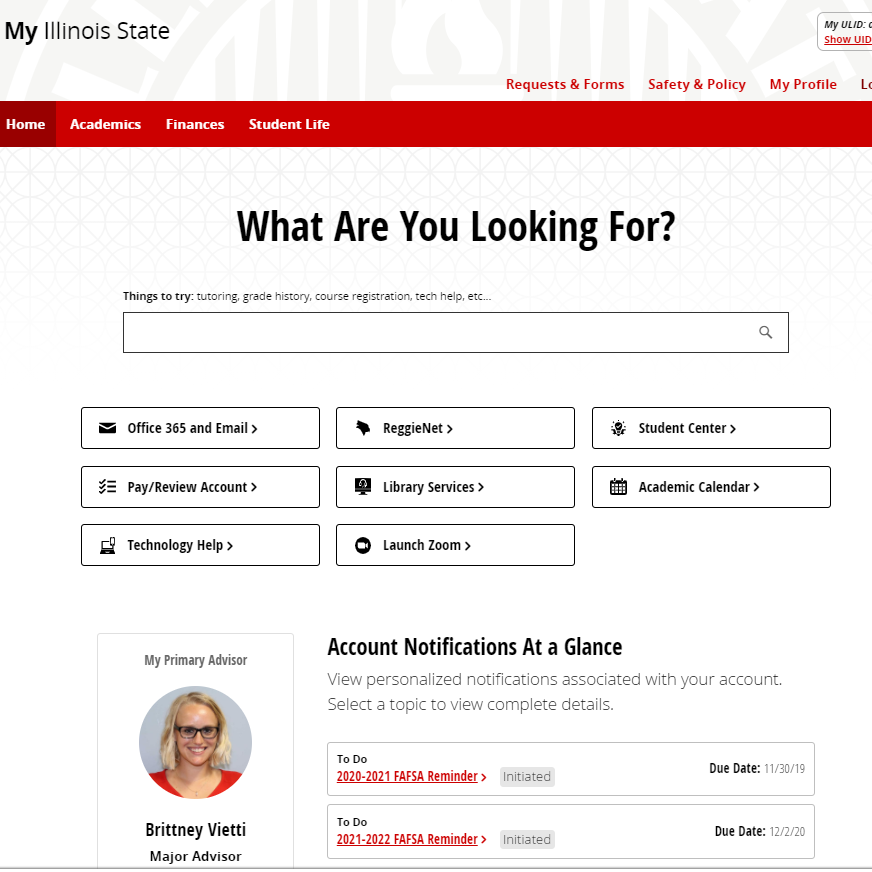 My Illinois State
My ULID:
Show UID
Requests & Forms Safety & Policy My Profile
Home Academics Finances Student Life
What Are You Looking For?
Things to try: tutoring, grade history, course registration, tech help, etc...
Office 365 and Email
ReggieNet
Student Center
Pay/Review Account
Library Services
Academic Calendar
Technology Help
Launch Zoom
My Primary Advisor
Brittney Vietti
Major Advisor
Account Notifications At a Glance
View personalized notifications associated with your account.
Select a topic to view complete details.
To Do
2020-2021 FAFSA Reminder Initiated
Due Date: 11/30/19
To Do
2021-2022 FAFSA Reminder Initiated
Due Date: 12/2/20